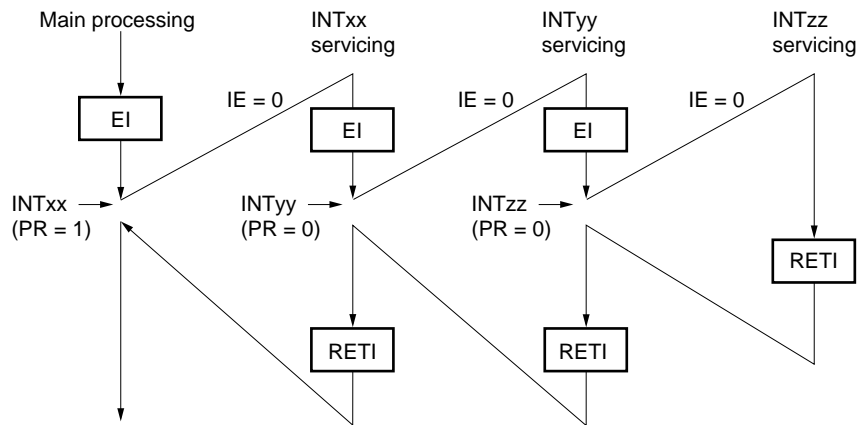 Main processing
INTxx
servicing
INTyy
servicing
INTzz
servicing
EI
IE = 0
EI
IE = 0
EI
IE = 0
INTxx
(PR = 1)
INTyy
(PR = 0)
INTzz
(PR = 0)
RETI
RETI
RETI